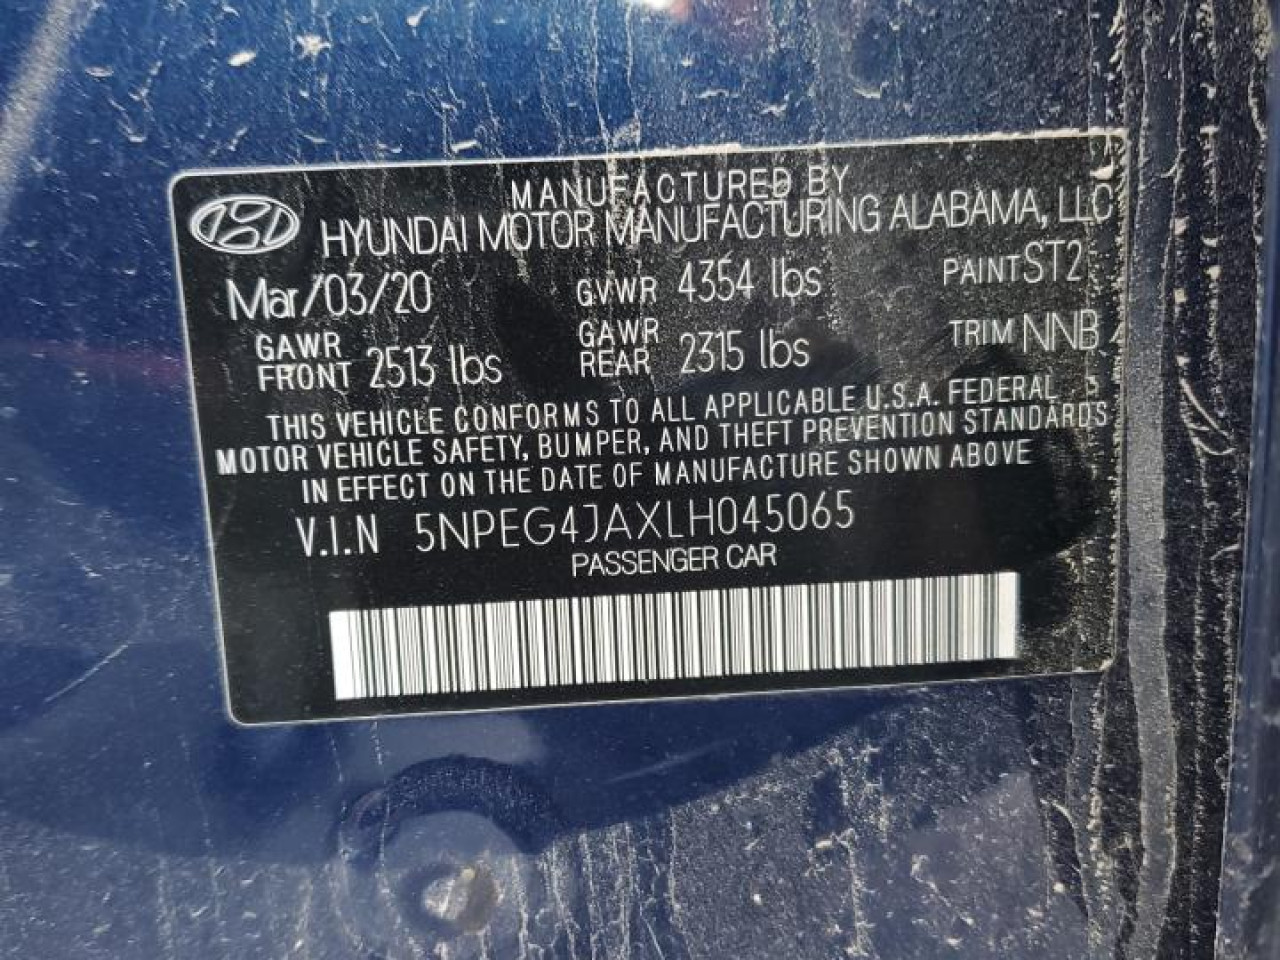 MANUFACTURED BY
HYUNDAI MOTOR MANUFACTURING ALABAMA, LLC
Mar/03/20 GVWR 4354 lbs PAINT ST2
GAWR FRONT 2513 lbs GAWR REAR 2315 lbs TRIM NNB
THIS VEHICLE CONFORMS TO ALL APPLICABLE U.S.A. FEDERAL
MOTOR VEHICLE SAFETY, BUMPER, AND THEFT PREVENTION STANDARDS
IN EFFECT ON THE DATE OF MANUFACTURE SHOWN ABOVE
V.I.N 5NPEG4JAXLH045065
PASSENGER CAR